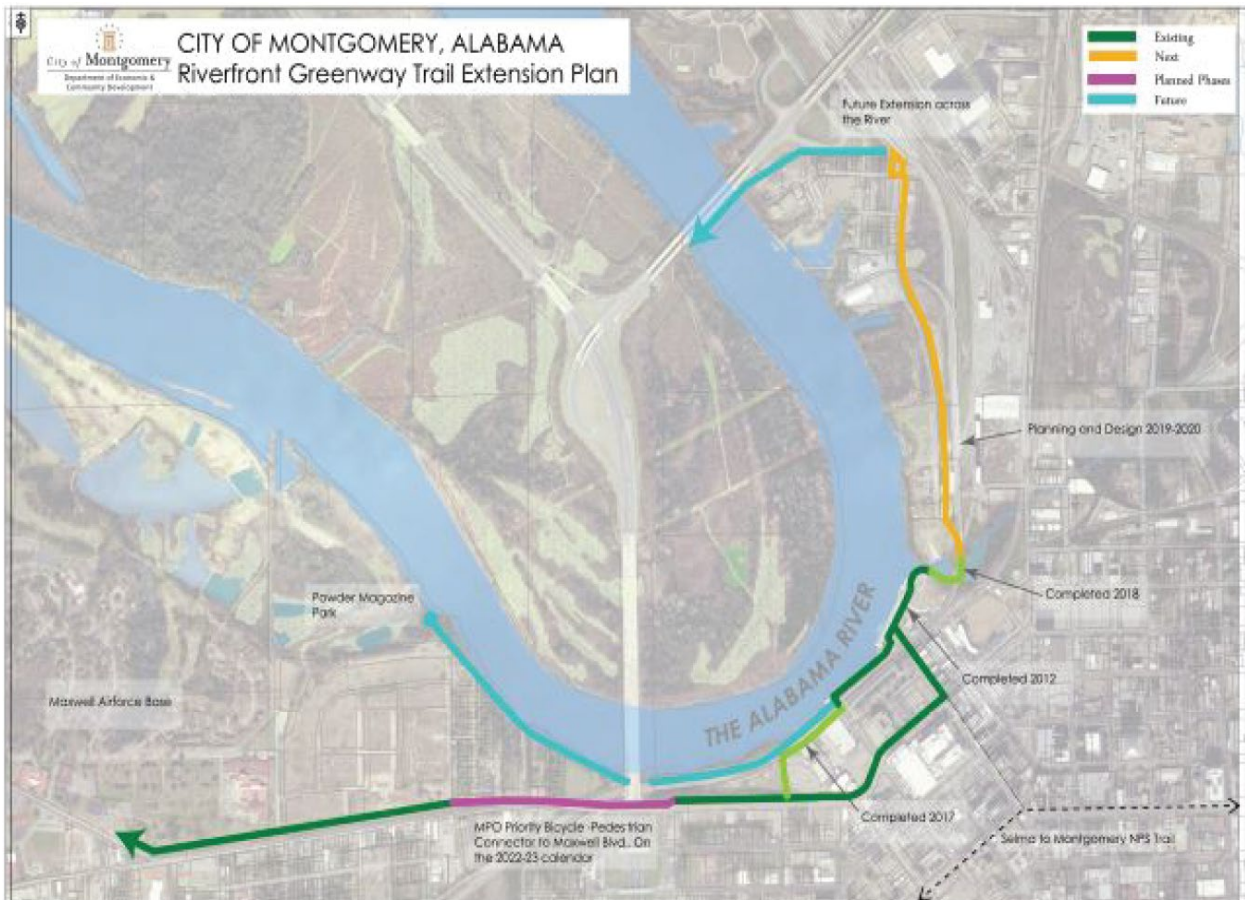 City of Montgomery
Department of Economic &
Community Development
CITY OF MONTGOMERY, ALABAMA
Riverfront Greenway Trail Extension Plan
Existing
Next
Planned Phases
Future
Future Extension across
the River
Planning and Design 2019-2020
Completed 2018
Powder Magazine
Park
Completed 2012
Maxwell Airforce Base
THE ALABAMA RIVER
Completed 2017
MPO Priority Bicycle -Pedestrian
Connector to Maxwell Blvd.. On
the 2022-23 calendar
Selma to Montgomery NPS Trail